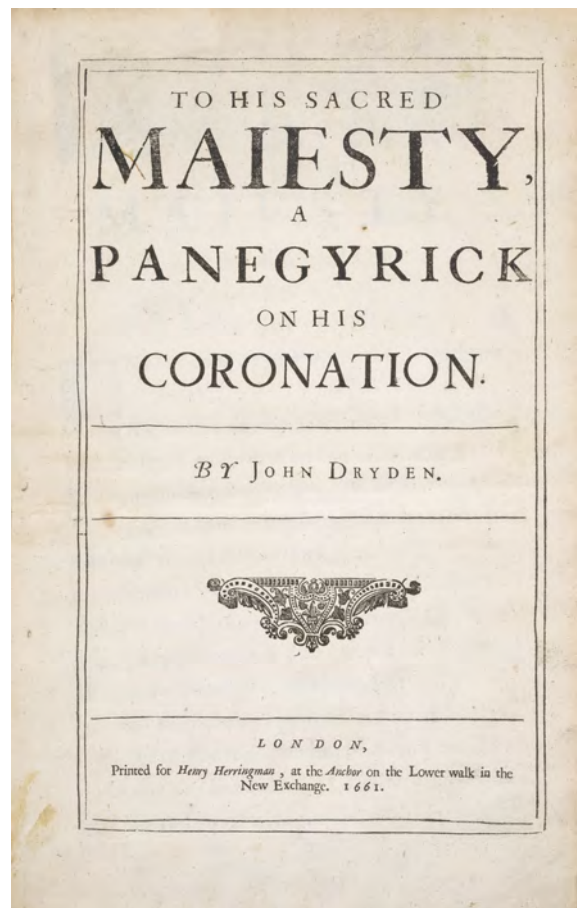 TO HIS SACRED
MAIESTY,
A
PANEGYRICK
ON HIS
CORONATION.
BY JOHN DRYDEN.
LONDON,
Printed for Henry Herringman, at the Anchor on the Lower walk in the
New Exchange. 1661.